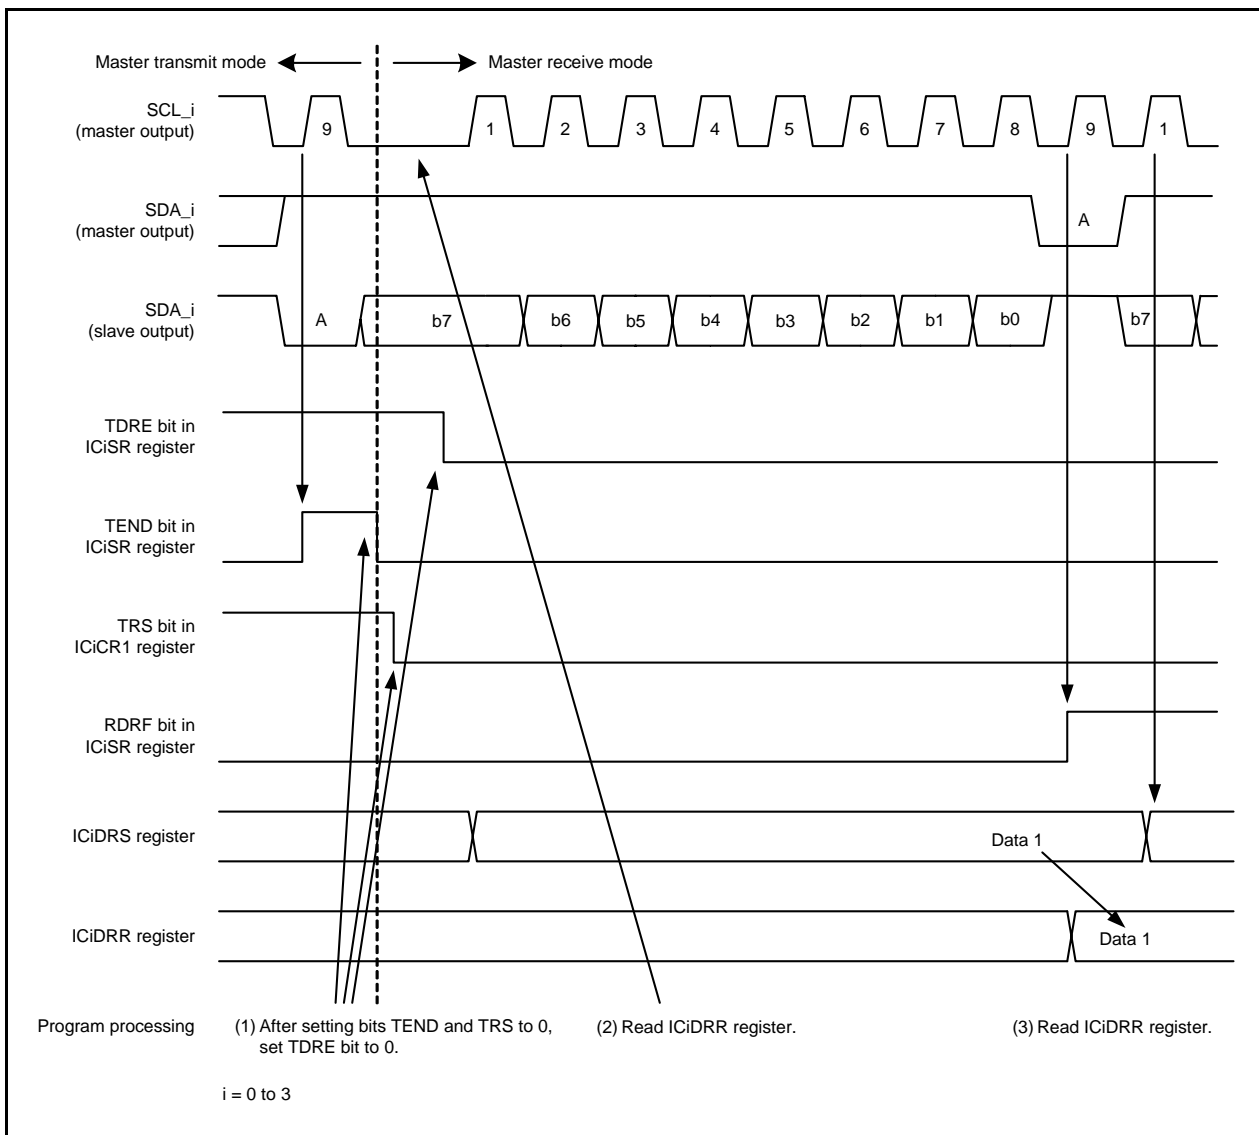 Master transmit mode
Master receive mode
SCL_i
(master output)
9
1
2
3
4
5
6
7
8
9
1
SDA_i
(master output)
A
SDA_i
(slave output)
A
b7
b6
b5
b4
b3
b2
b1
b0
b7
TDRE bit in
ICiSR register
TEND bit in
ICiSR register
TRS bit in
ICiCR1 register
RDRF bit in
ICiSR register
ICiDRS register
Data 1
ICiDRR register
Data 1
Program processing
(1) After setting bits TEND and TRS to 0,
set TDRE bit to 0.
(2) Read ICiDRR register.
(3) Read ICiDRR register.
i = 0 to 3